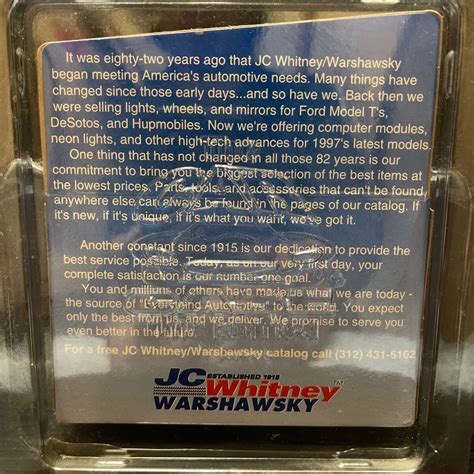 It was eighty-two years ago that JC Whitney/Warshawsky
began meeting America's automotive needs. Many things have
changed since those early days...and so have we. Back then we
were selling lights, wheels, and mirrors for Ford Model T's,
DeSotos, and Hupmobiles. Now we're offering computer modules,
neon lights, and other high-tech advances for 1997's latest models.
One thing that has not changed in all those 82 years is our
commitment to bring you the biggest selection of the best items at
the lowest prices. Parts, tools, and accessories that can't be found
anywhere else can always be found in the pages of our catalog. If
it's new, if it's unique, if it's what you want, we've got it.
Another constant since 1915 is our dedication to provide the
best service possible. Today, as on our very first day, your
complete satisfaction is our number one goal.
You and millions of others have made us what we are today -
the source of "Everything Automotive" to the world. You expect
only the best from us, and we deliver. We promise to serve you
even better in the future.
For a free JC Whitney/Warshawsky catalog call (312) 431-6102
ESTABLISHED 1915
JC Whitney™
WARSHAWSKY